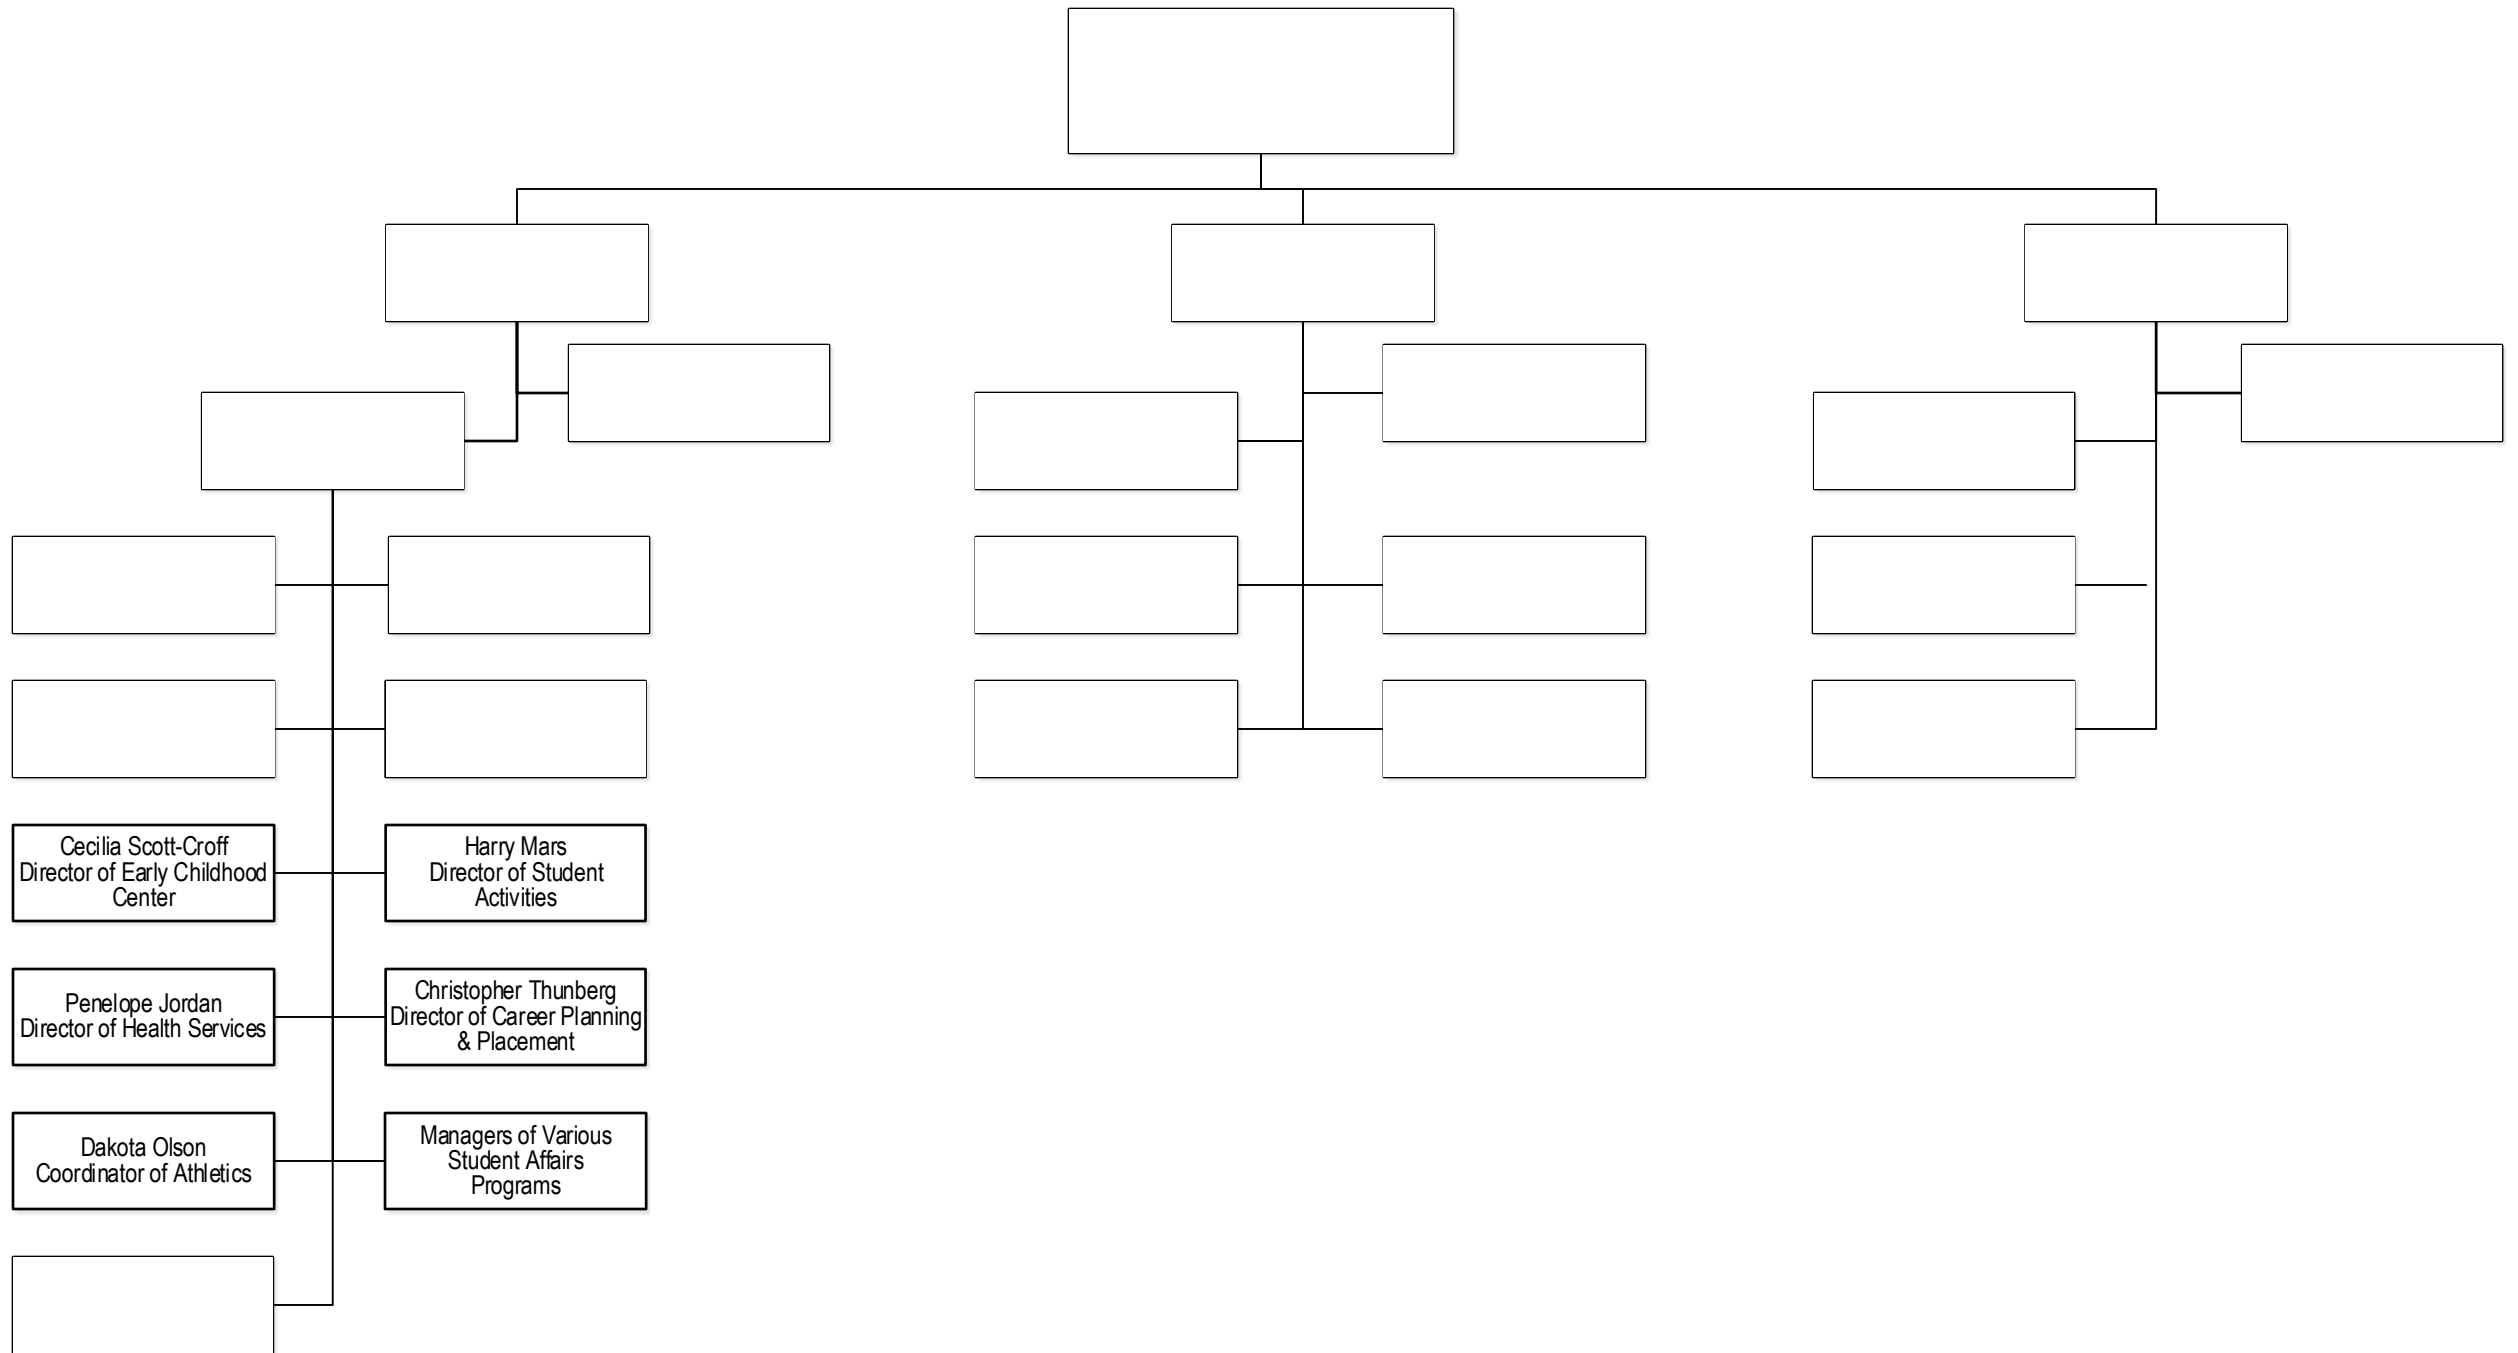 Cecilia Scott-Croff
Director of Early Childhood
Center
Harry Mars
Director of Student
Activities
Penelope Jordan
Director of Health Services
Christopher Thunberg
Director of Career Planning
& Placement
Dakota Olson
Coordinator of Athletics
Managers of Various
Student Affairs
Programs